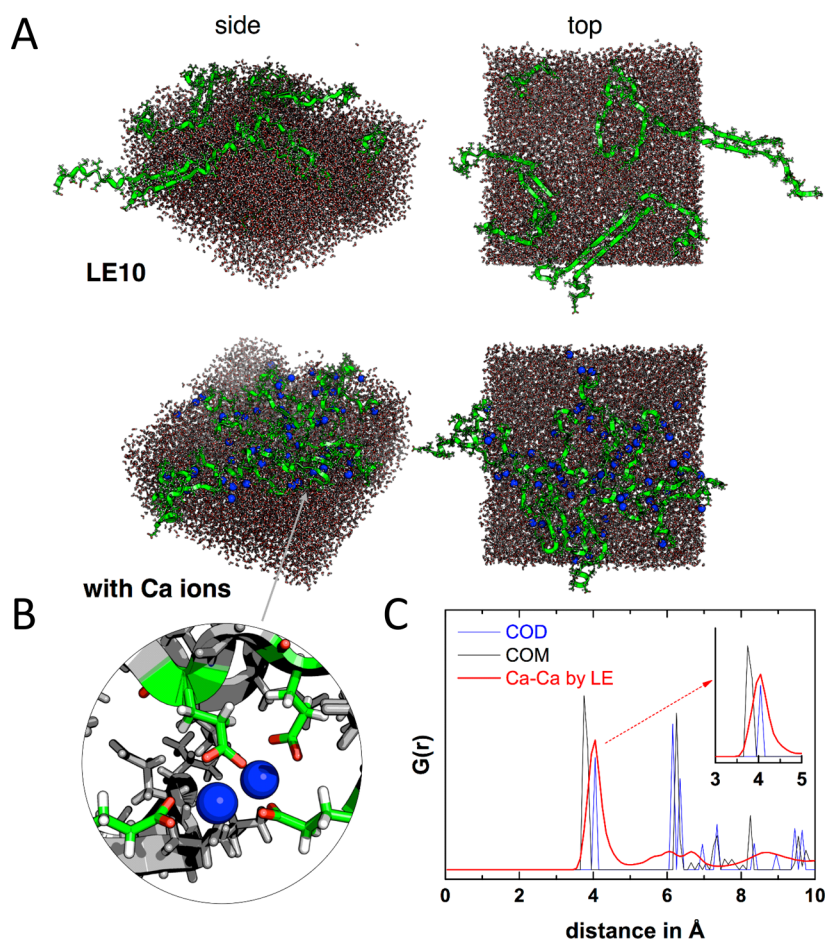 A
side
top
LE10
with Ca ions
B
C
COD
COM
Ca-Ca by LE
3 4 5
G(r)
0 2 4 6 8 10
distance in Å